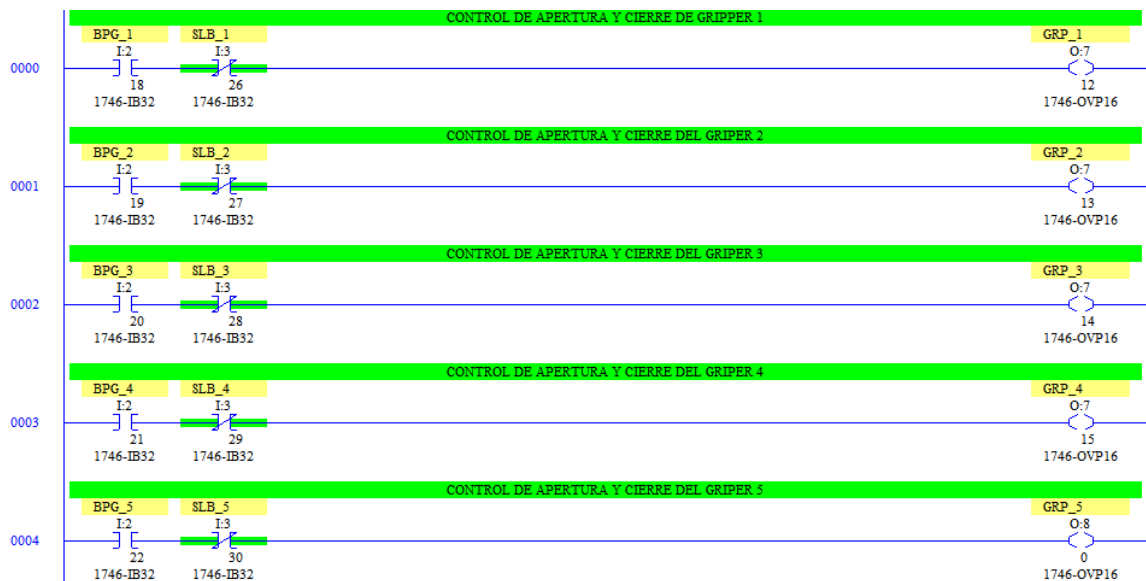 CONTROL DE APERTURA Y CIERRE DE GRIPPER 1
BPG_1 SLB_1 GRP_1
I:2 I:3 O:7
0000
18 26 12
1746-IB32 1746-IB32 1746-OVP16
CONTROL DE APERTURA Y CIERRE DEL GRIPER 2
BPG_2 SLB_2 GRP_2
I:2 I:3 O:7
0001
19 27 13
1746-IB32 1746-IB32 1746-OVP16
CONTROL DE APERTURA Y CIERRE DEL GRIPER 3
BPG_3 SLB_3 GRP_3
I:2 I:3 O:7
0002
20 28 14
1746-IB32 1746-IB32 1746-OVP16
CONTROL DE APERTURA Y CIERRE DEL GRIPER 4
BPG_4 SLB_4 GRP_4
I:2 I:3 O:7
0003
21 29 15
1746-IB32 1746-IB32 1746-OVP16
CONTROL DE APERTURA Y CIERRE DEL GRIPER 5
BPG_5 SLB_5 GRP_5
I:2 I:3 O:8
0004
22 30 0
1746-IB32 1746-IB32 1746-OVP16